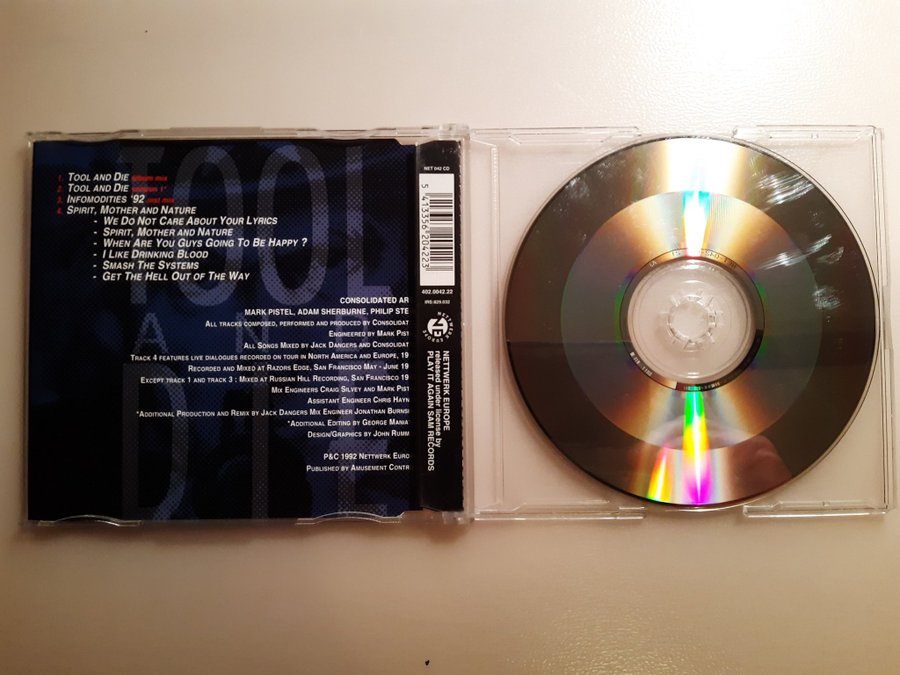 TOOL AND DIE
1. TOOL AND DIE album mix
2. TOOL AND DIE version 1*
3. INFOMODITIES '92 inst mix
4. SPIRIT, MOTHER AND NATURE
- WE DO NOT CARE ABOUT YOUR LYRICS
- SPIRIT, MOTHER AND NATURE
- WHEN ARE YOU GUYS GOING TO BE HAPPY ?
- I LIKE DRINKING BLOOD
- SMASH THE SYSTEMS
- GET THE HELL OUT OF THE WAY
CONSOLIDATED AR
MARK PISTEL, ADAM SHERBURNE, PHILIP STE
ALL TRACKS COMPOSED, PERFORMED AND PRODUCED BY CONSOLIDAT
ENGINEERED BY MARK PIST
ALL SONGS MIXED BY JACK DANGERS AND CONSOLIDAT
TRACK 4 FEATURES LIVE DIALOGUES RECORDED ON TOUR IN NORTH AMERICA AND EUROPE, 19
RECORDED AND MIXED AT RAZORS EDGE, SAN FRANCISCO MAY - JUNE 19
EXCEPT TRACK 1 AND TRACK 3 : MIXED AT RUSSIAN HILL RECORDING, SAN FRANCISCO 19
MIX ENGINEERS CRAIG SILVEY AND MARK PIST
ASSISTANT ENGINEER CHRIS HAYN
*ADDITIONAL PRODUCTION AND REMIX BY JACK DANGERS MIX ENGINEER JONATHAN BURNSI
*ADDITIONAL EDITING BY GEORGE MANIA
DESIGN/GRAPHICS BY JOHN RUMM
P&C 1992 NETTWERK EURO
PUBLISHED BY AMUSEMENT CONTR
NET 042 CD
5 413356 204223
402.0042.22
IRS:829.032
NETTWERK EUROPE
NETTWERK EUROPE
released under license by
PLAY IT AGAIN SAM RECORDS